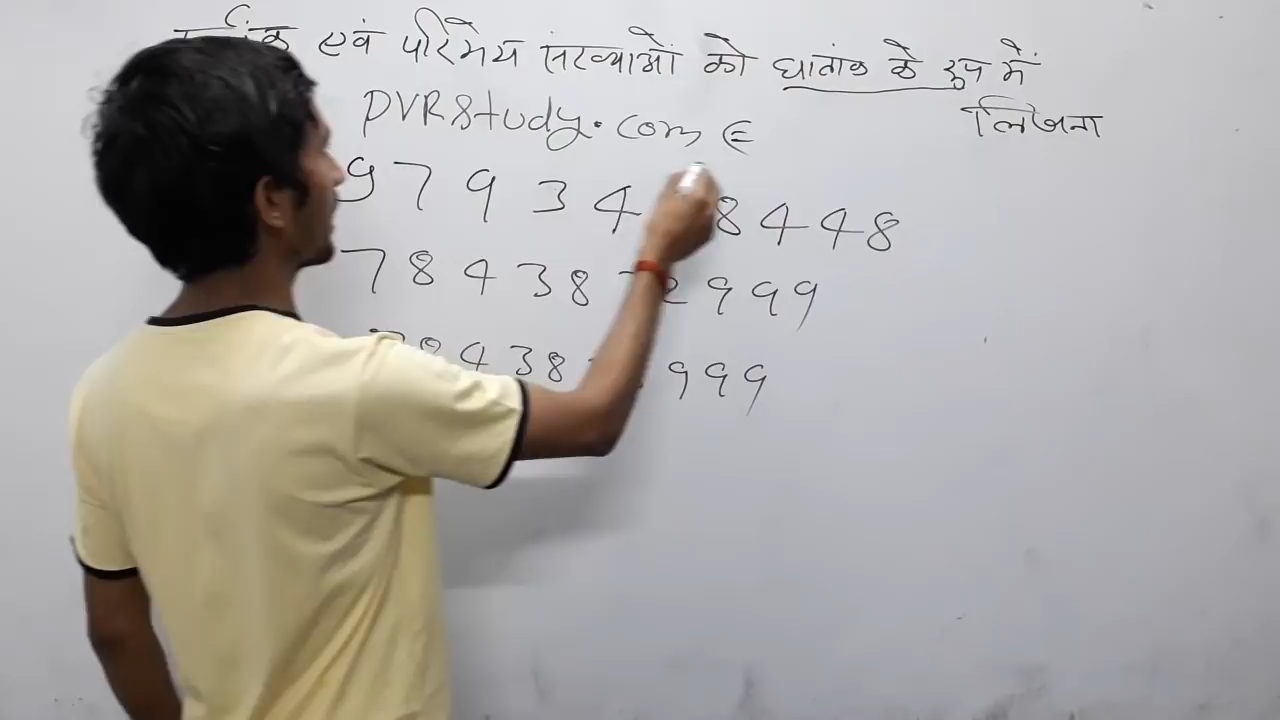 एवं परिमेय संख्याओं को घातांक के रूप में
लिखना
PVRStudy.com ∈
9 7 9 3 4 8 4 4 8
7 8 4 3 8 2 9 9 9
8 4 3 8 9 9 9